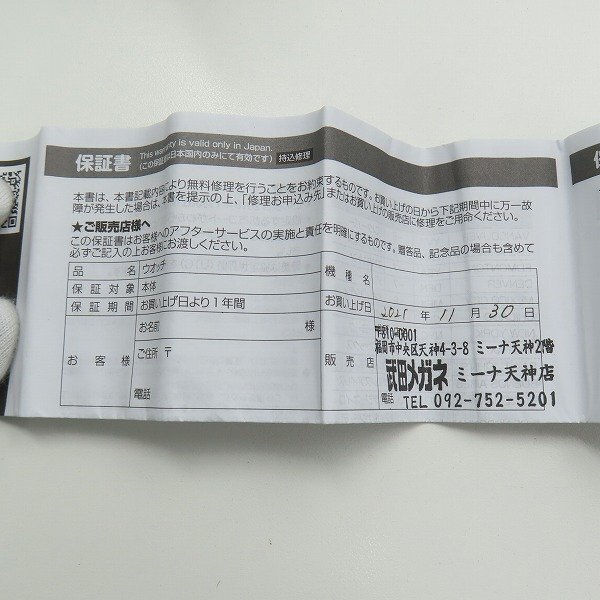 保証書 This warranty is valid only in Japan.
(この保証書は日本国内のみにて有効です) 持込修理
本書は、本書記載内容により無料修理を行うことをお約束するものです。お買い上げの日から下記期間中に万一故
障が発生した場合は、本書を提示の上、「修理お申込み先」またはお買い上げの販売店に修理をご用命ください。
★ご販売店様へ
この保証書はお客様へのアフターサービスの実施と責任を明確にするものです。贈答品、記念品の場合も含めて
必ずご記入の上お客様にお渡しください。
品名 ウオッチ 機種名
保証対象 本体
保証期間 お買い上げ日より1年間 お買い上げ日 2021年 11月 30日
お客様 お名前 様
ご住所 〒
電話
販売店
〒810-0001
福岡市中央区天神4-3-8 ミーナ天神2階
武田メガネ ミーナ天神店
電話 TEL 092-752-5201